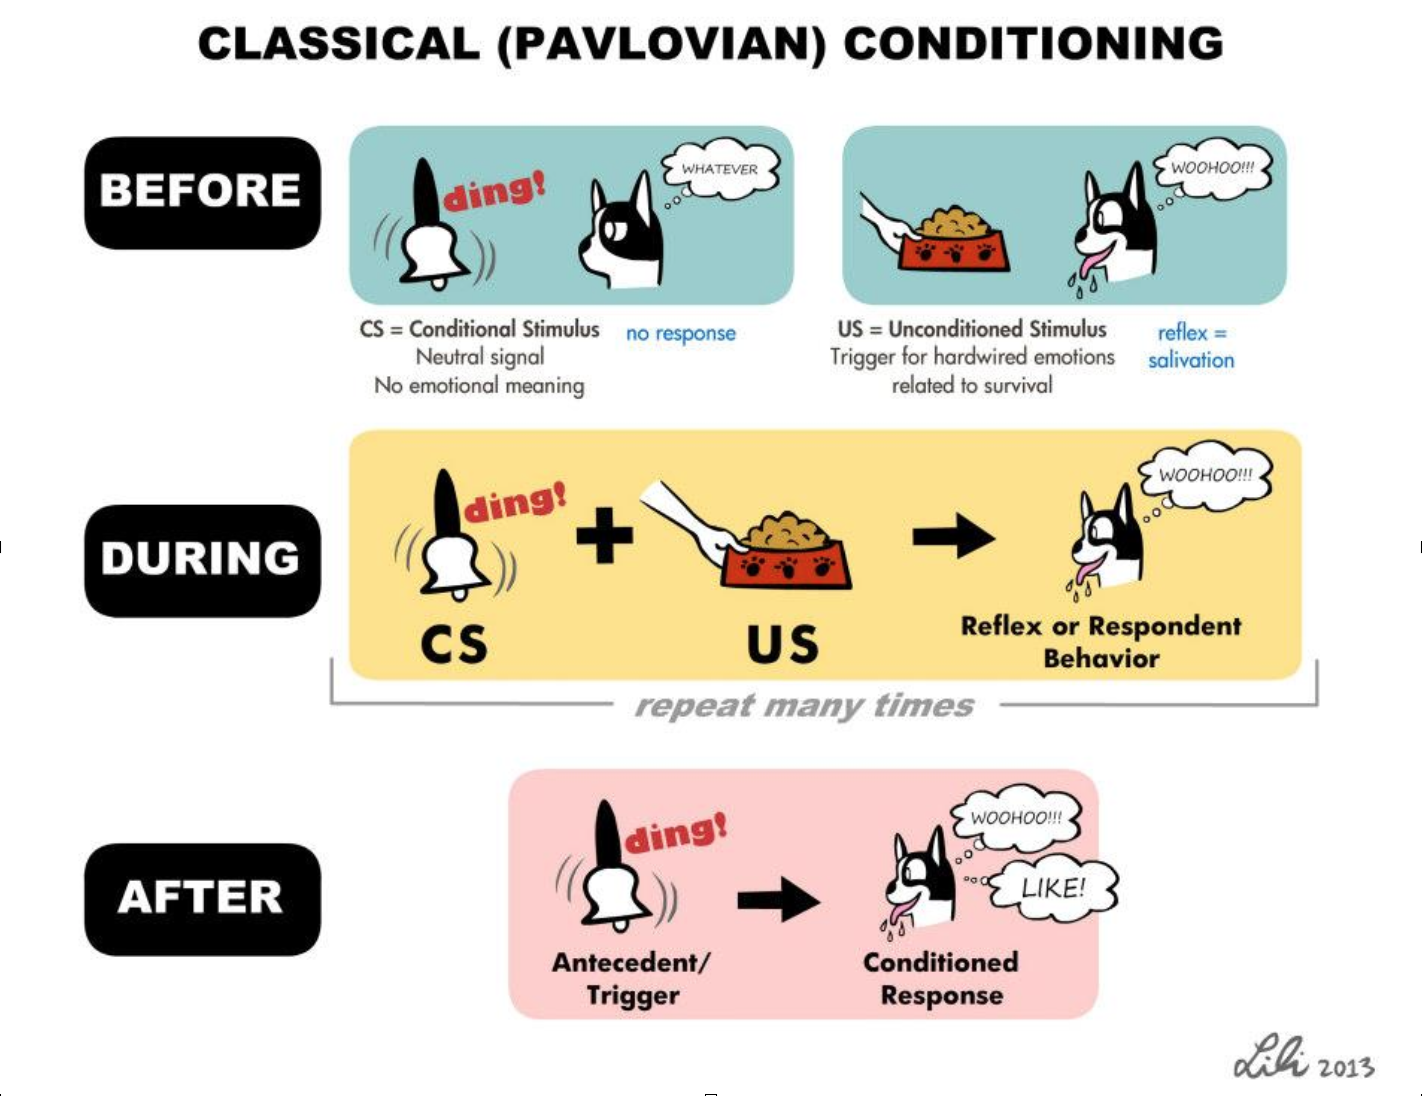 CLASSICAL (PAVLOVIAN) CONDITIONING
BEFORE
ding!
WHATEVER
WOOHOO!!!
CS = Conditional Stimulus
Neutral signal
No emotional meaning
no response
US = Unconditioned Stimulus
Trigger for hardwired emotions
related to survival
reflex =
salivation
DURING
ding!
+
WOOHOO!!!
CS
US
Reflex or Respondent
Behavior
repeat many times
AFTER
ding!
WOOHOO!!!
LIKE!
Antecedent/
Trigger
Conditioned
Response
Lili 2013